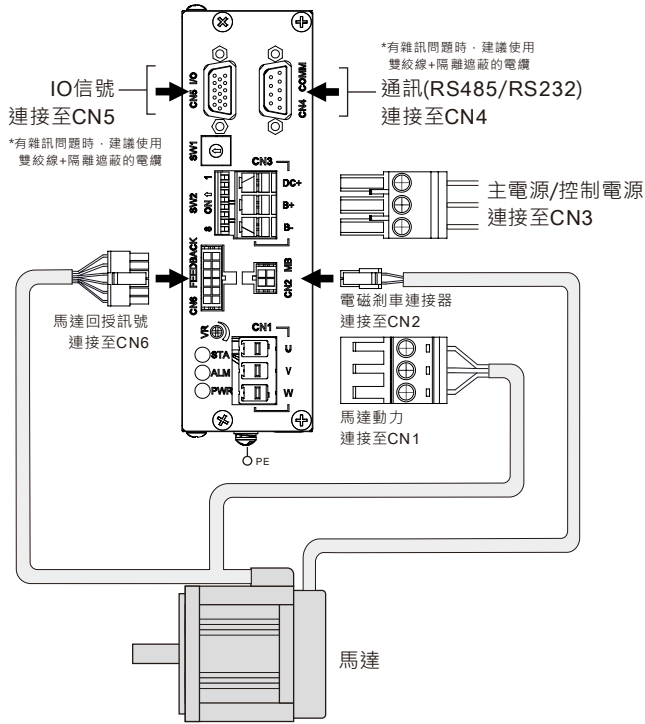 IO信號
連接至CN5
*有雜訊問題時，建議使用
雙絞線+隔離遮蔽的電纜
*有雜訊問題時，建議使用
雙絞線+隔離遮蔽的電纜
通訊(RS485/RS232)
連接至CN4
CN5 I/O
CN4 COMM
SW1
CN3
SW2
1
ON⇧
8
DC+
B+
B-
主電源/控制電源
連接至CN3
FEEDBACK
CN6
MB
CN2
馬達回授訊號
連接至CN6
電磁剎車連接器
連接至CN2
VR
CN1
STA
ALM
PWR
U
V
W
馬達動力
連接至CN1
PE
馬達